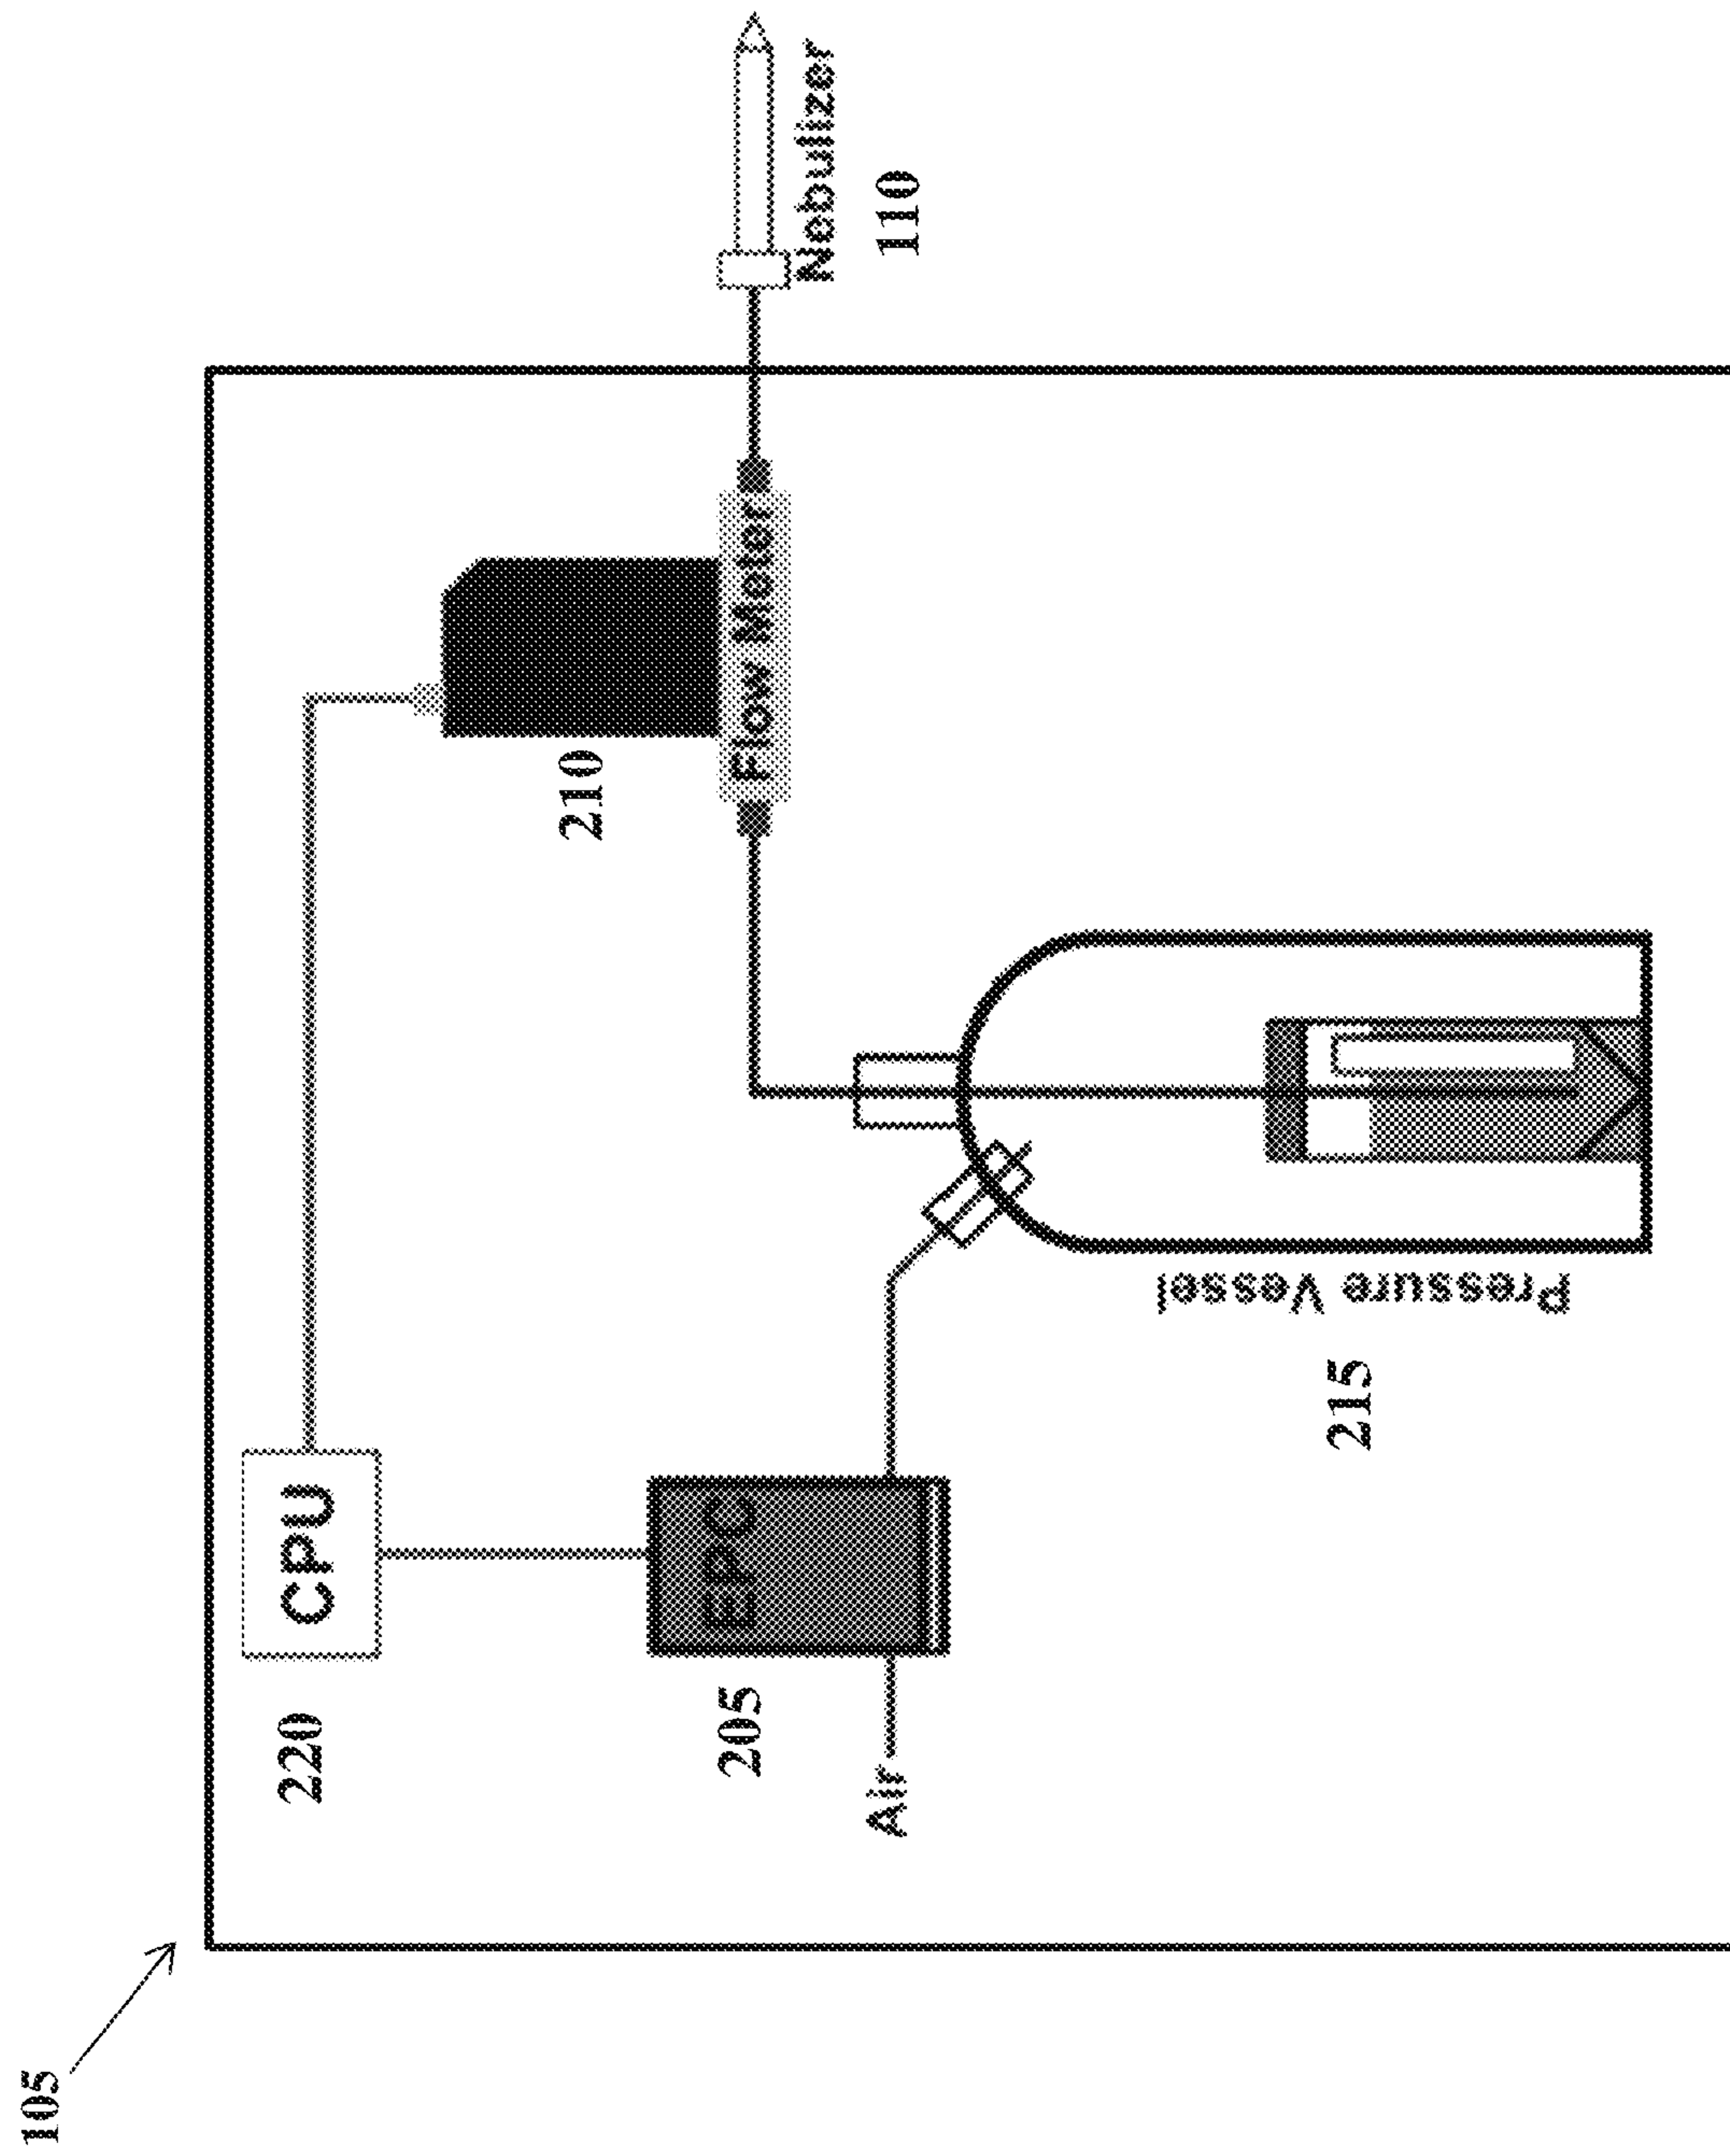 105
220
CPU
210
205
EPC
Flow Meter
Nebulizer
Air
110
Pressure Vessel
215